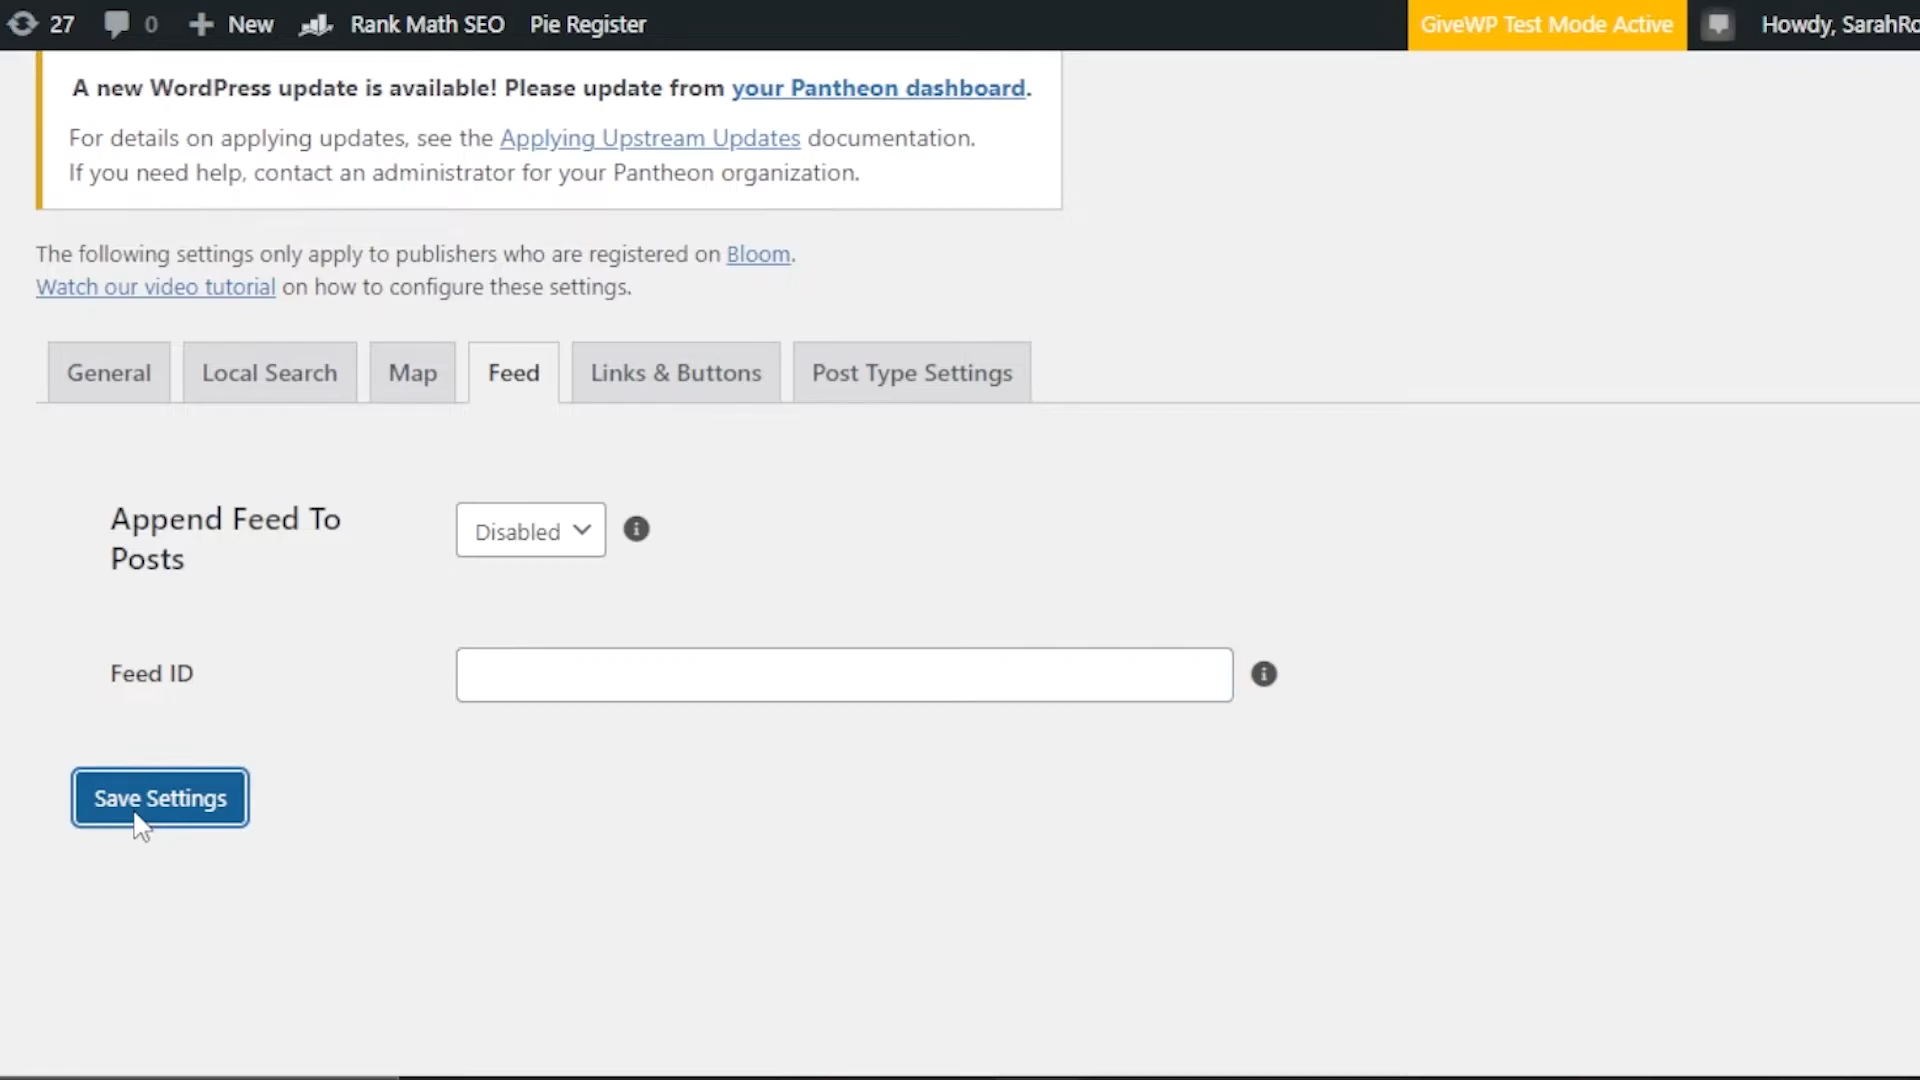 27 0 New Rank Math SEO Pie Register GiveWP Test Mode Active Howdy,
A new WordPress update is available! Please update from your Pantheon dashboard.
For details on applying updates, see the Applying Upstream Updates documentation.
If you need help, contact an administrator for your Pantheon organization.
The following settings only apply to publishers who are registered on Bloom.
Watch our video tutorial on how to configure these settings.
General Local Search Map Feed Links & Buttons Post Type Settings
Append Feed To
Posts
Disabled
Feed ID
Save Settings